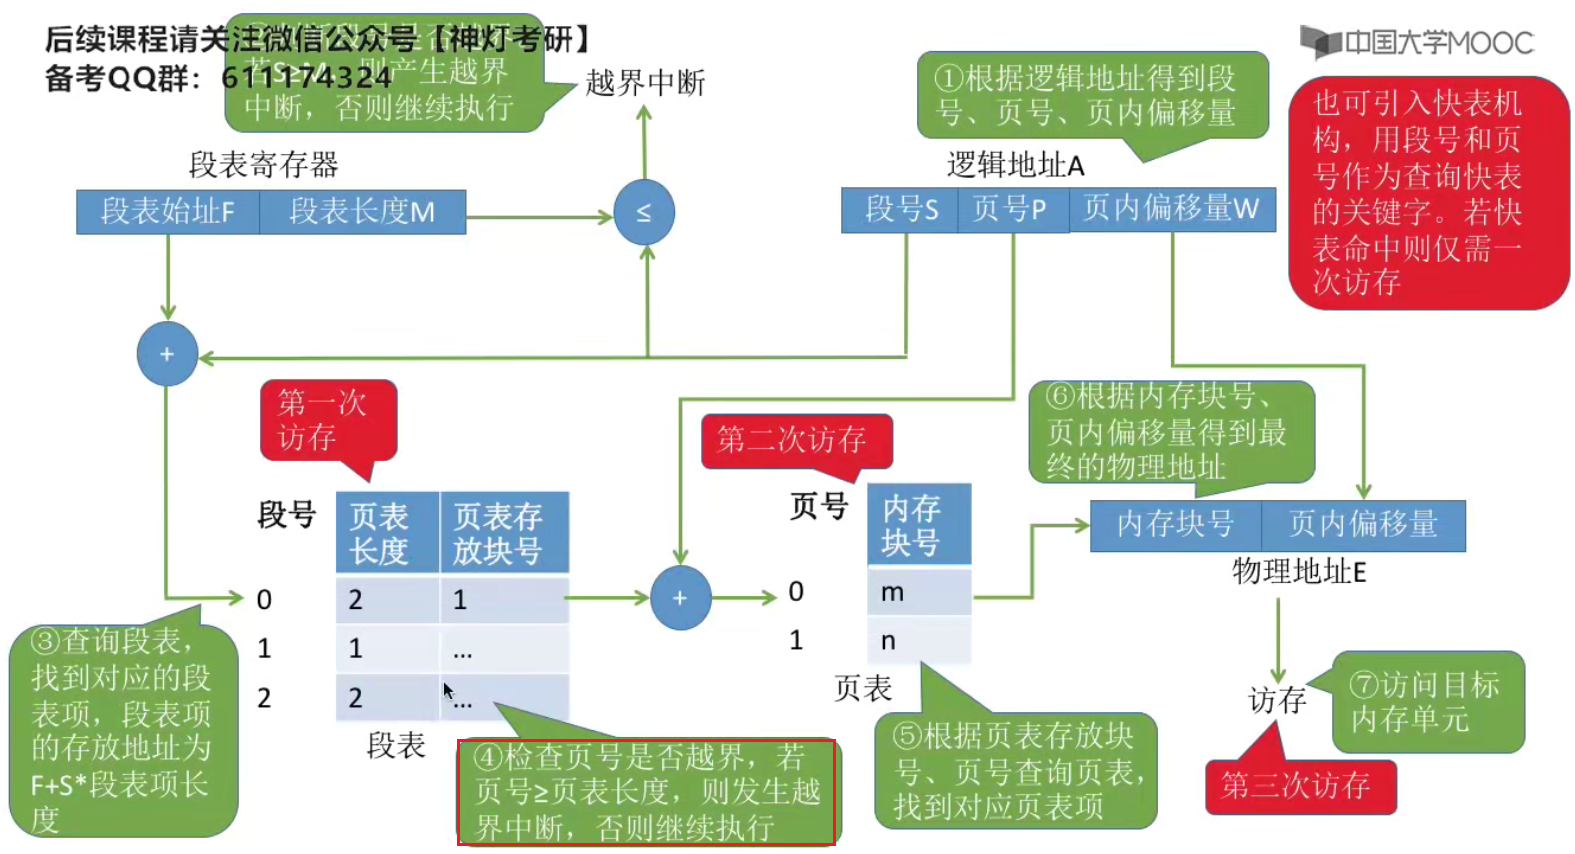 后续课程请关注微信公众号【神灯考研】
备考QQ群：611174324
中国大学MOOC
若S≥M，则产生越界
中断，否则继续执行
越界中断
①根据逻辑地址得到段
号、页号、页内偏移量
也可引入快表机
构，用段号和页
号作为查询快表
的关键字。若快
表命中则仅需一
次访存
段表寄存器
段表始址F 段表长度M
≤
逻辑地址A
段号S 页号P 页内偏移量W
+
第一次
访存
第二次访存
⑥根据内存块号、
页内偏移量得到最
终的物理地址
段号 页表长度 页表存放块号
0 2 1
1 1 ...
2 2 ...
段表
+
页号 内存块号
0 m
1 n
页表
内存块号 页内偏移量
物理地址E
③查询段表，
找到对应的段
表项，段表项
的存放地址为
F+S*段表项长
度
④检查页号是否越界，若
页号≥页表长度，则发生越
界中断，否则继续执行
⑤根据页表存放块
号、页号查询页表，
找到对应页表项
访存
⑦访问目标
内存单元
第三次访存